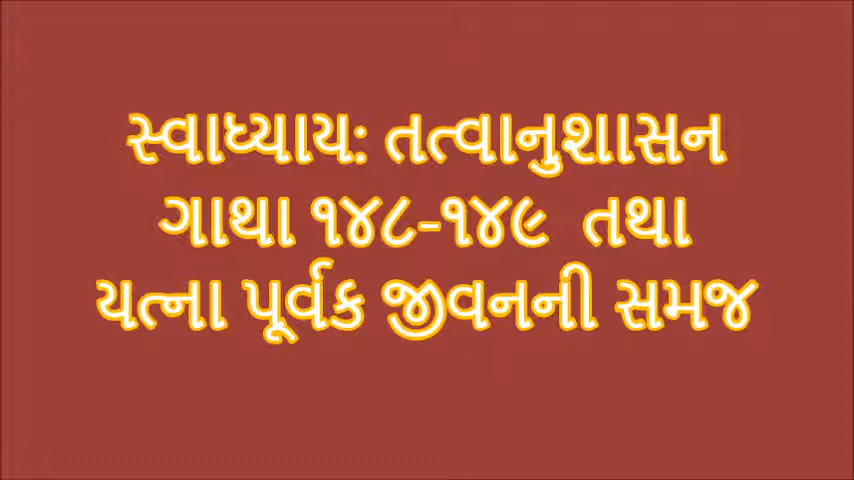 સ્વાધ્યાય: તત્વાનુશાસન
ગાથા ૧૪૮-૧૪૯ તથા
યત્ના પૂર્વક જીવનની સમજ